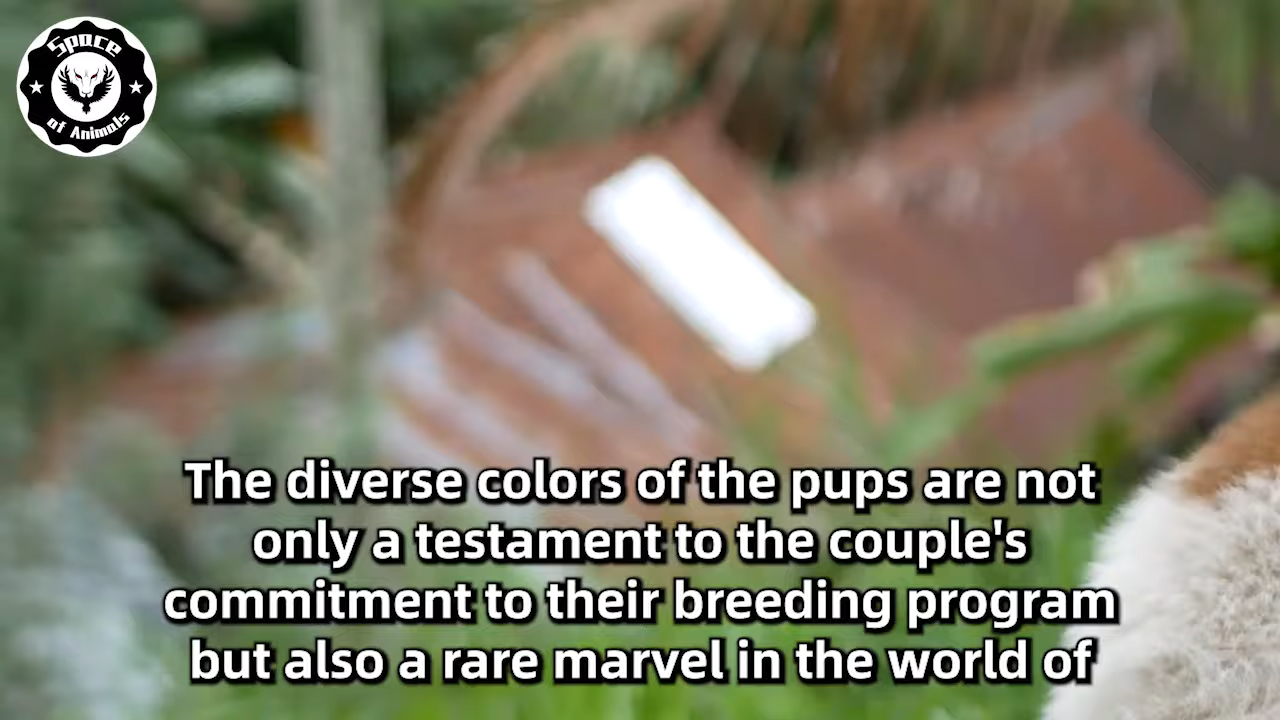 Space
of Animals
The diverse colors of the pups are not
only a testament to the couple's
commitment to their breeding program
but also a rare marvel in the world of